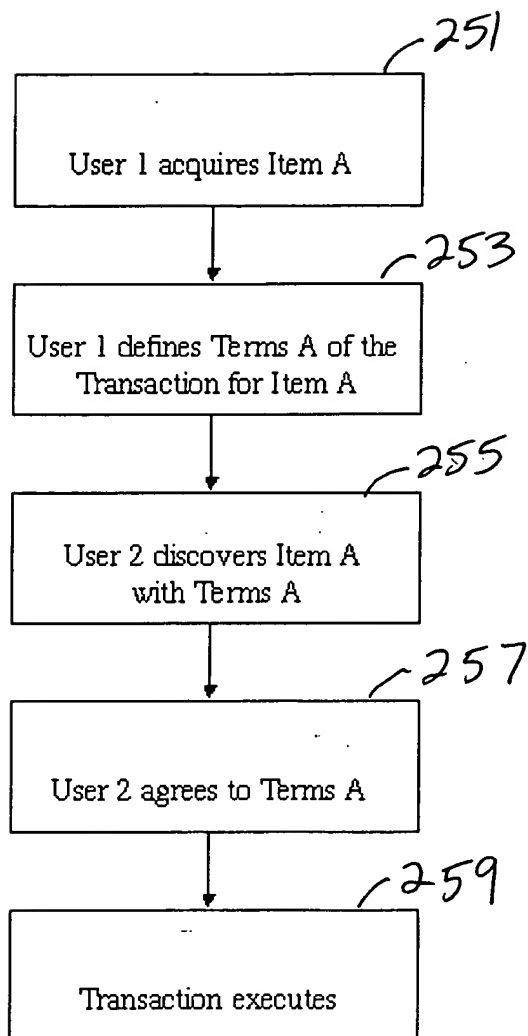 251
User 1 acquires Item A
253
User 1 defines Terms A of the
Transaction for Item A
255
User 2 discovers Item A
with Terms A
257
User 2 agrees to Terms A
259
Transaction executes